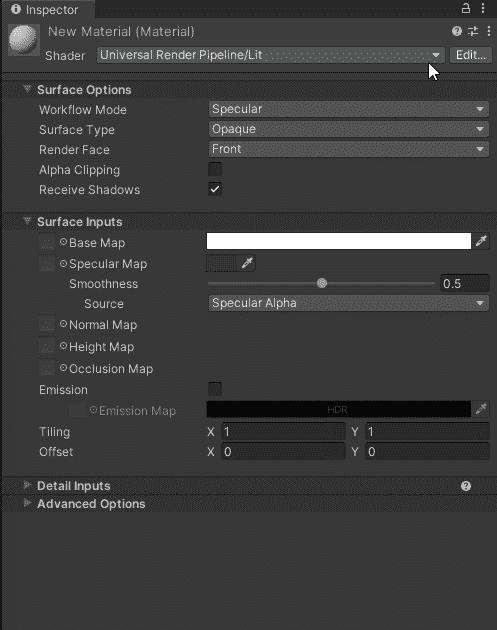 Inspector
New Material (Material)
Shader Universal Render Pipeline/Lit Edit...
Surface Options
Workflow Mode Specular
Surface Type Opaque
Render Face Front
Alpha Clipping
Receive Shadows
Surface Inputs
Base Map
Specular Map
Smoothness 0.5
Source Specular Alpha
Normal Map
Height Map
Occlusion Map
Emission
Emission Map HDR
Tiling X 1 Y 1
Offset X 0 Y 0
Detail Inputs
Advanced Options